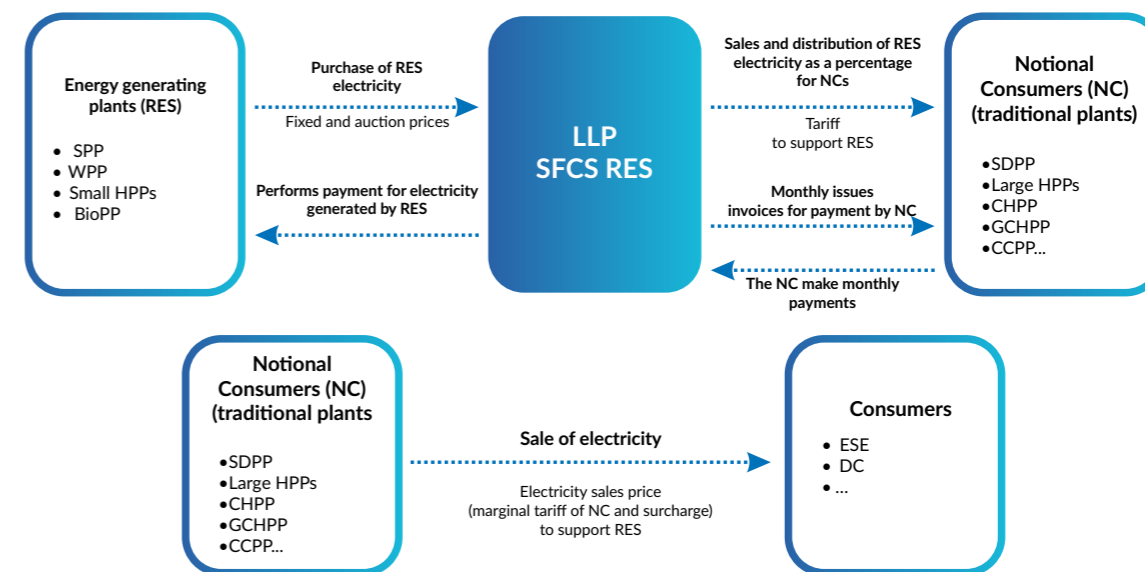 Energy generating
plants (RES)
• SPP
• WPP
• Small HPPs
• BioPP
Purchase of RES
electricity
Fixed and auction prices
Performs payment for electricity
generated by RES
LLP
SFCS RES
Sales and distribution of RES
electricity as a percentage
for NCs
Tariff
to support RES
Monthly issues
invoices for payment by NC
The NC make monthly
payments
Notional
Consumers (NC)
(traditional plants)
•SDPP
•Large HPPs
•CHPP
•GCHPP
•CCPP...
Notional
Consumers (NC)
(traditional plants
•SDPP
•Large HPPs
•CHPP
•GCHPP
•CCPP...
Sale of electricity
Electricity sales price
(marginal tariff of NC and surcharge)
to support RES
Consumers
• ESE
• DC
• ...